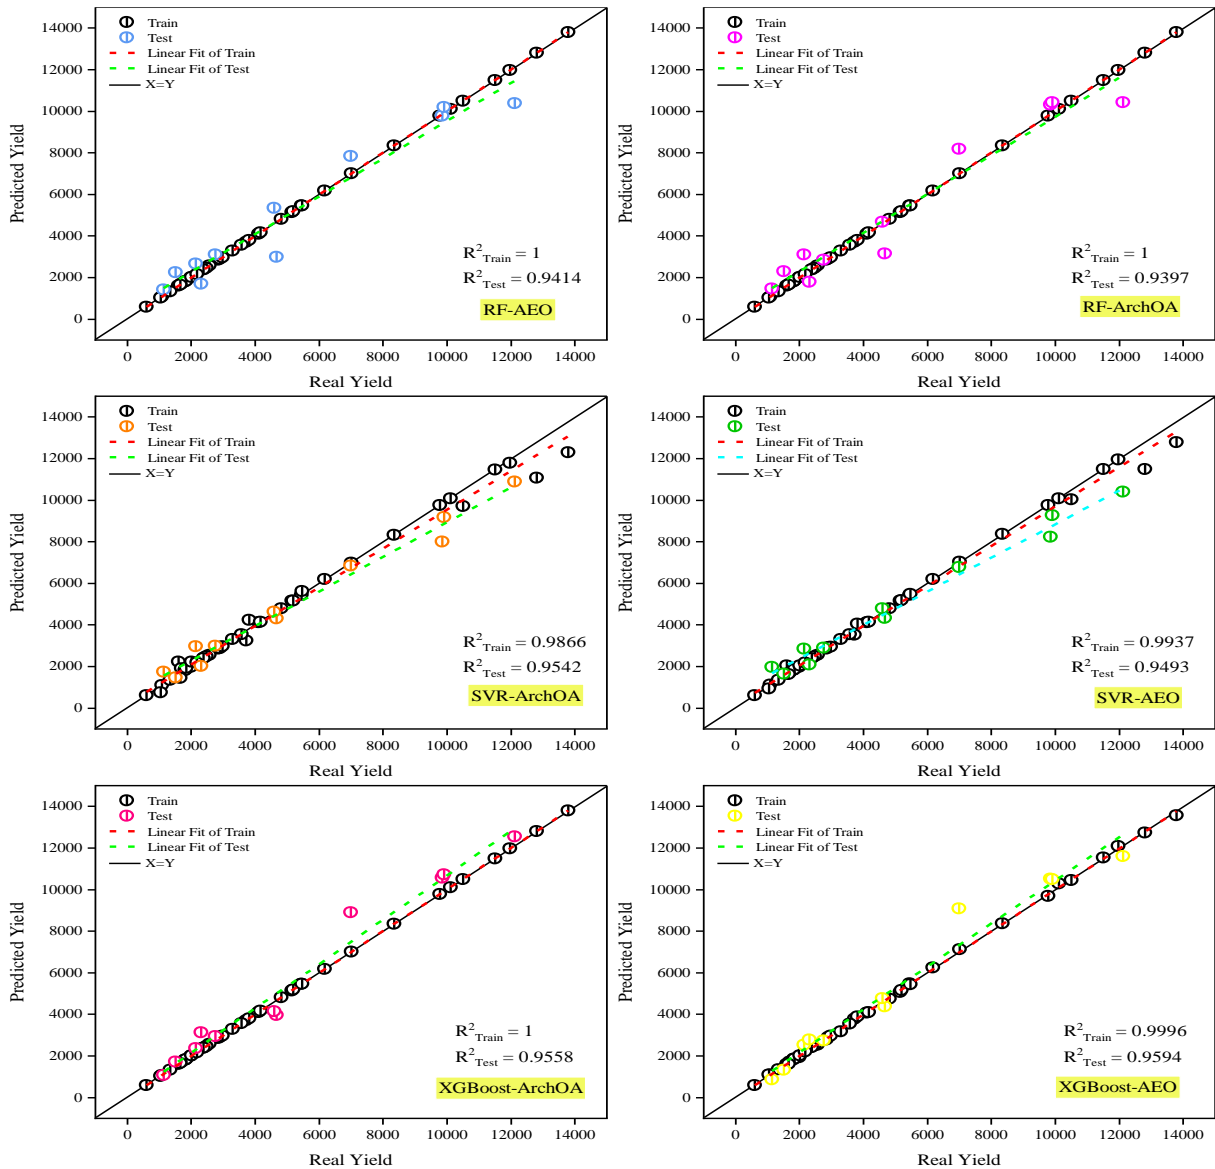 Train
Test
Linear Fit of Train
Linear Fit of Test
X=Y
14000
12000
10000
8000
6000
4000
2000
0
Predicted Yield
R²Train = 1
R²Test = 0.9414
RF-AEO
0 2000 4000 6000 8000 10000 12000 14000
Real Yield
Train
Test
Linear Fit of Train
Linear Fit of Test
X=Y
14000
12000
10000
8000
6000
4000
2000
0
Predicted Yield
R²Train = 1
R²Test = 0.9397
RF-ArchOA
0 2000 4000 6000 8000 10000 12000 14000
Real Yield
Train
Test
Linear Fit of Train
Linear Fit of Test
X=Y
14000
12000
10000
8000
6000
4000
2000
0
Predicted Yield
R²Train = 0.9866
R²Test = 0.9542
SVR-ArchOA
0 2000 4000 6000 8000 10000 12000 14000
Real Yield
Train
Test
Linear Fit of Train
Linear Fit of Test
X=Y
14000
12000
10000
8000
6000
4000
2000
0
Predicted Yield
R²Train = 0.9937
R²Test = 0.9493
SVR-AEO
0 2000 4000 6000 8000 10000 12000 14000
Real Yield
Train
Test
Linear Fit of Train
Linear Fit of Test
X=Y
14000
12000
10000
8000
6000
4000
2000
0
Predicted Yield
R²Train = 1
R²Test = 0.9558
XGBoost-ArchOA
0 2000 4000 6000 8000 10000 12000 14000
Real Yield
Train
Test
Linear Fit of Train
Linear Fit of Test
X=Y
14000
12000
10000
8000
6000
4000
2000
0
Predicted Yield
R²Train = 0.9996
R²Test = 0.9594
XGBoost-AEO
0 2000 4000 6000 8000 10000 12000 14000
Real Yield